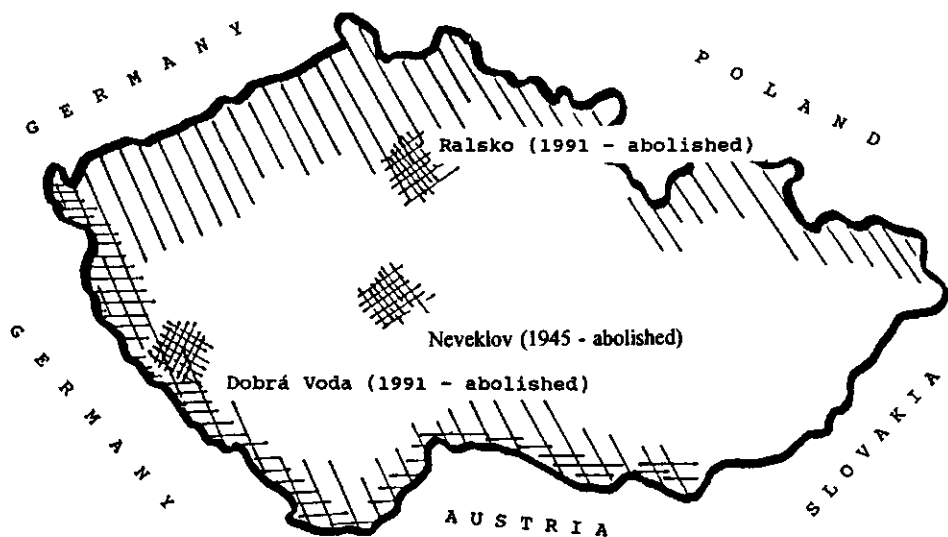 GERMANY
POLAND
Ralsko (1991 - abolished)
Neveklov (1945 - abolished)
Dobrá Voda (1991 - abolished)
GERMANY
SLOVAKIA
AUSTRIA